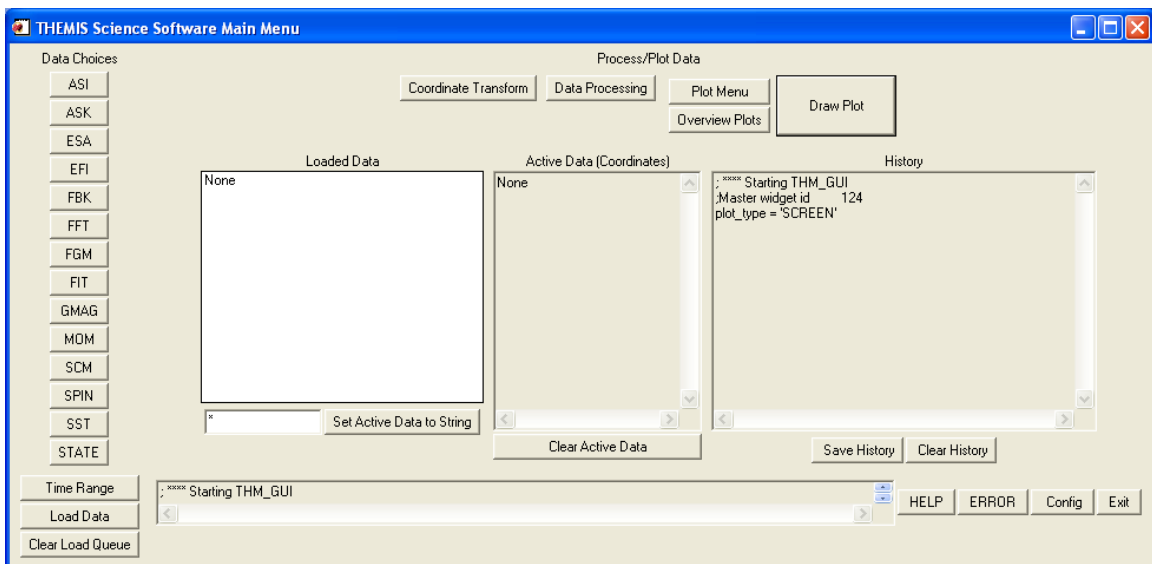 THEMIS Science Software Main Menu
Data Choices
Process/Plot Data
ASI
ASK
ESA
EFI
FBK
FFT
FGM
FIT
GMAG
MOM
SCM
SPIN
SST
STATE
Coordinate Transform
Data Processing
Plot Menu
Overview Plots
Draw Plot
Loaded Data
None
*
Set Active Data to String
Active Data (Coordinates)
None
Clear Active Data
History
; **** Starting THM_GUI
;Master widget id 124
plot_type = 'SCREEN'
Save History
Clear History
Time Range
Load Data
Clear Load Queue
; **** Starting THM_GUI
HELP
ERROR
Config
Exit